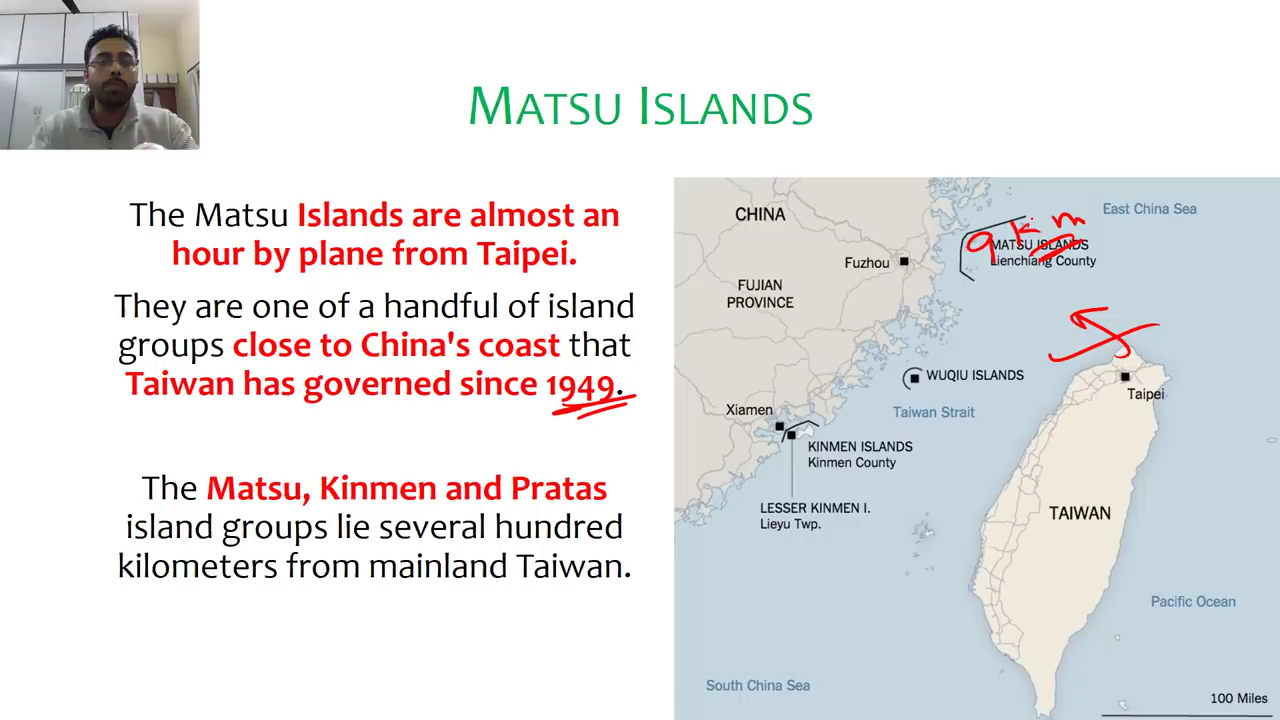 MATSU ISLANDS
The Matsu Islands are almost an
hour by plane from Taipei.
They are one of a handful of island
groups close to China's coast that
Taiwan has governed since 1949.
The Matsu, Kinmen and Pratas
island groups lie several hundred
kilometers from mainland Taiwan.
CHINA
East China Sea
9 km
MATSU ISLANDS
Lienchiang County
Fuzhou
FUJIAN
PROVINCE
WUQIU ISLANDS
Taipei
Xiamen
Taiwan Strait
KINMEN ISLANDS
Kinmen County
LESSER KINMEN I.
Lieyu Twp.
TAIWAN
Pacific Ocean
South China Sea
100 Miles